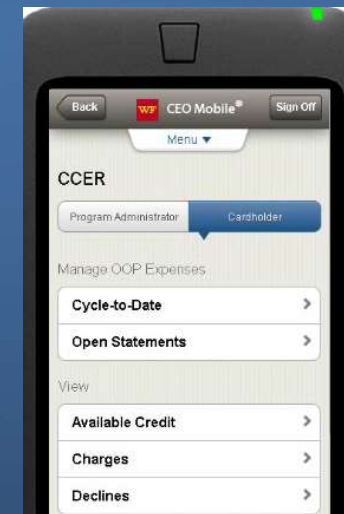 Back WF CEO Mobile® Sign Off
Menu ▼
CCER
Program Administrator Cardholder
Manage OOP Expenses
Cycle-to-Date
Open Statements
View
Available Credit
Charges
Declines